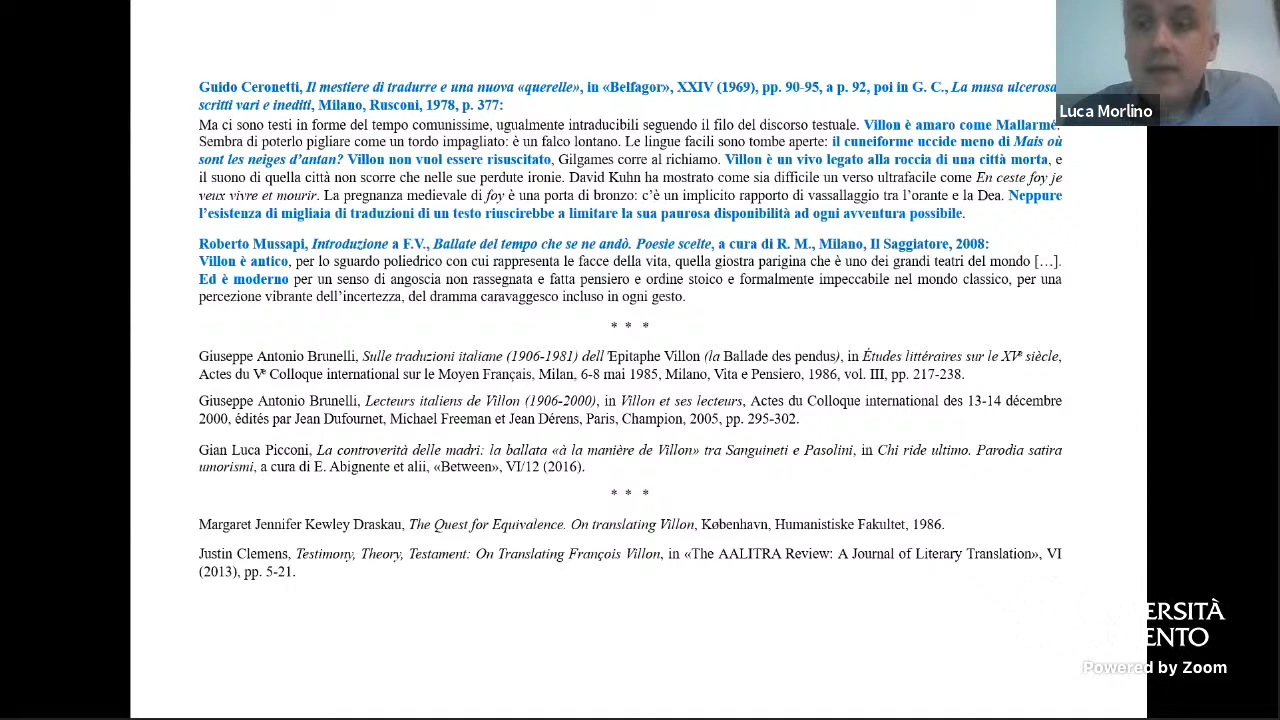 Guido Ceronetti, Il mestiere di tradurre e una nuova «querelle», in «Belfagor», XXIV (1969), pp. 90-95, a p. 92, poi in G. C., La musa ulcerosa
scritti vari e inediti, Milano, Rusconi, 1978, p. 377:
Ma ci sono testi in forme del tempo comunissime, ugualmente intraducibili seguendo il filo del discorso testuale. Villon è amaro come Mallarmé.
Sembra di poterlo pigliare come un tordo impagliato: è un falco lontano. Le lingue facili sono tombe aperte: il cuneiforme uccide meno di Mais où
sont les neiges d’antan? Villon non vuol essere risuscitato, Gilgames corre al richiamo. Villon è un vivo legato alla roccia di una città morta, e
il suono di quella città non scorre che nelle sue perdute ironie. David Kuhn ha mostrato come sia difficile un verso ultrafacile come En ceste foy je
veux vivre et mourir. La pregnanza medievale di foy è una porta di bronzo: c’è un implicito rapporto di vassallaggio tra l’orante e la Dea. Neppure
l’esistenza di migliaia di traduzioni di un testo riuscirebbe a limitare la sua paurosa disponibilità ad ogni avventura possibile.
Roberto Mussapi, Introduzione a F.V., Ballate del tempo che se ne andò. Poesie scelte, a cura di R. M., Milano, Il Saggiatore, 2008:
Villon è antico, per lo sguardo poliedrico con cui rappresenta le facce della vita, quella giostra parigina che è uno dei grandi teatri del mondo […].
Ed è moderno per un senso di angoscia non rassegnata e fatta pensiero e ordine stoico e formalmente impeccabile nel mondo classico, per una
percezione vibrante dell’incertezza, del dramma caravaggesco incluso in ogni gesto.
* * *
Giuseppe Antonio Brunelli, Sulle traduzioni italiane (1906-1981) dell’Epitaphe Villon (la Ballade des pendus), in Études littéraires sur le XVe siècle,
Actes du Ve Colloque international sur le Moyen Français, Milan, 6-8 mai 1985, Milano, Vita e Pensiero, 1986, vol. III, pp. 217-238.
Giuseppe Antonio Brunelli, Lecteurs italiens de Villon (1906-2000), in Villon et ses lecteurs, Actes du Colloque international des 13-14 décembre
2000, édités par Jean Dufournet, Michael Freeman et Jean Dérens, Paris, Champion, 2005, pp. 295-302.
Gian Luca Picconi, La controverità delle madri: la ballata «à la manière de Villon» tra Sanguineti e Pasolini, in Chi ride ultimo. Parodia satira
umorismi, a cura di E. Abignente et alii, «Between», VI/12 (2016).
* * *
Margaret Jennifer Kewley Draskau, The Quest for Equivalence. On translating Villon, København, Humanistiske Fakultet, 1986.
Justin Clemens, Testimony, Theory, Testament: On Translating François Villon, in «The AALITRA Review: A Journal of Literary Translation», VI
(2013), pp. 5-21.
Luca Morlino
ERSITÀ
ENTO
Powered by Zoom